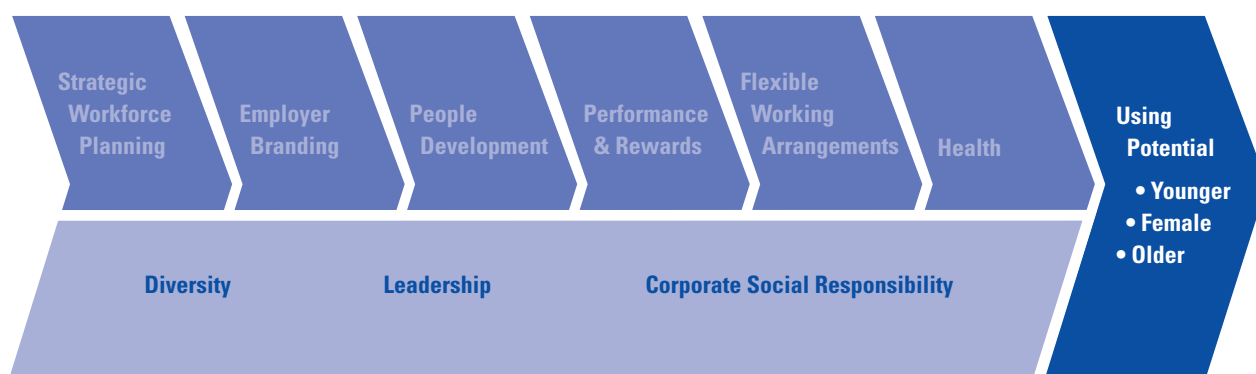 Strategic
Workforce
Planning
Employer
Branding
People
Development
Performance
& Rewards
Flexible
Working
Arrangements
Health
Using
Potential
• Younger
• Female
• Older
Diversity
Leadership
Corporate Social Responsibility